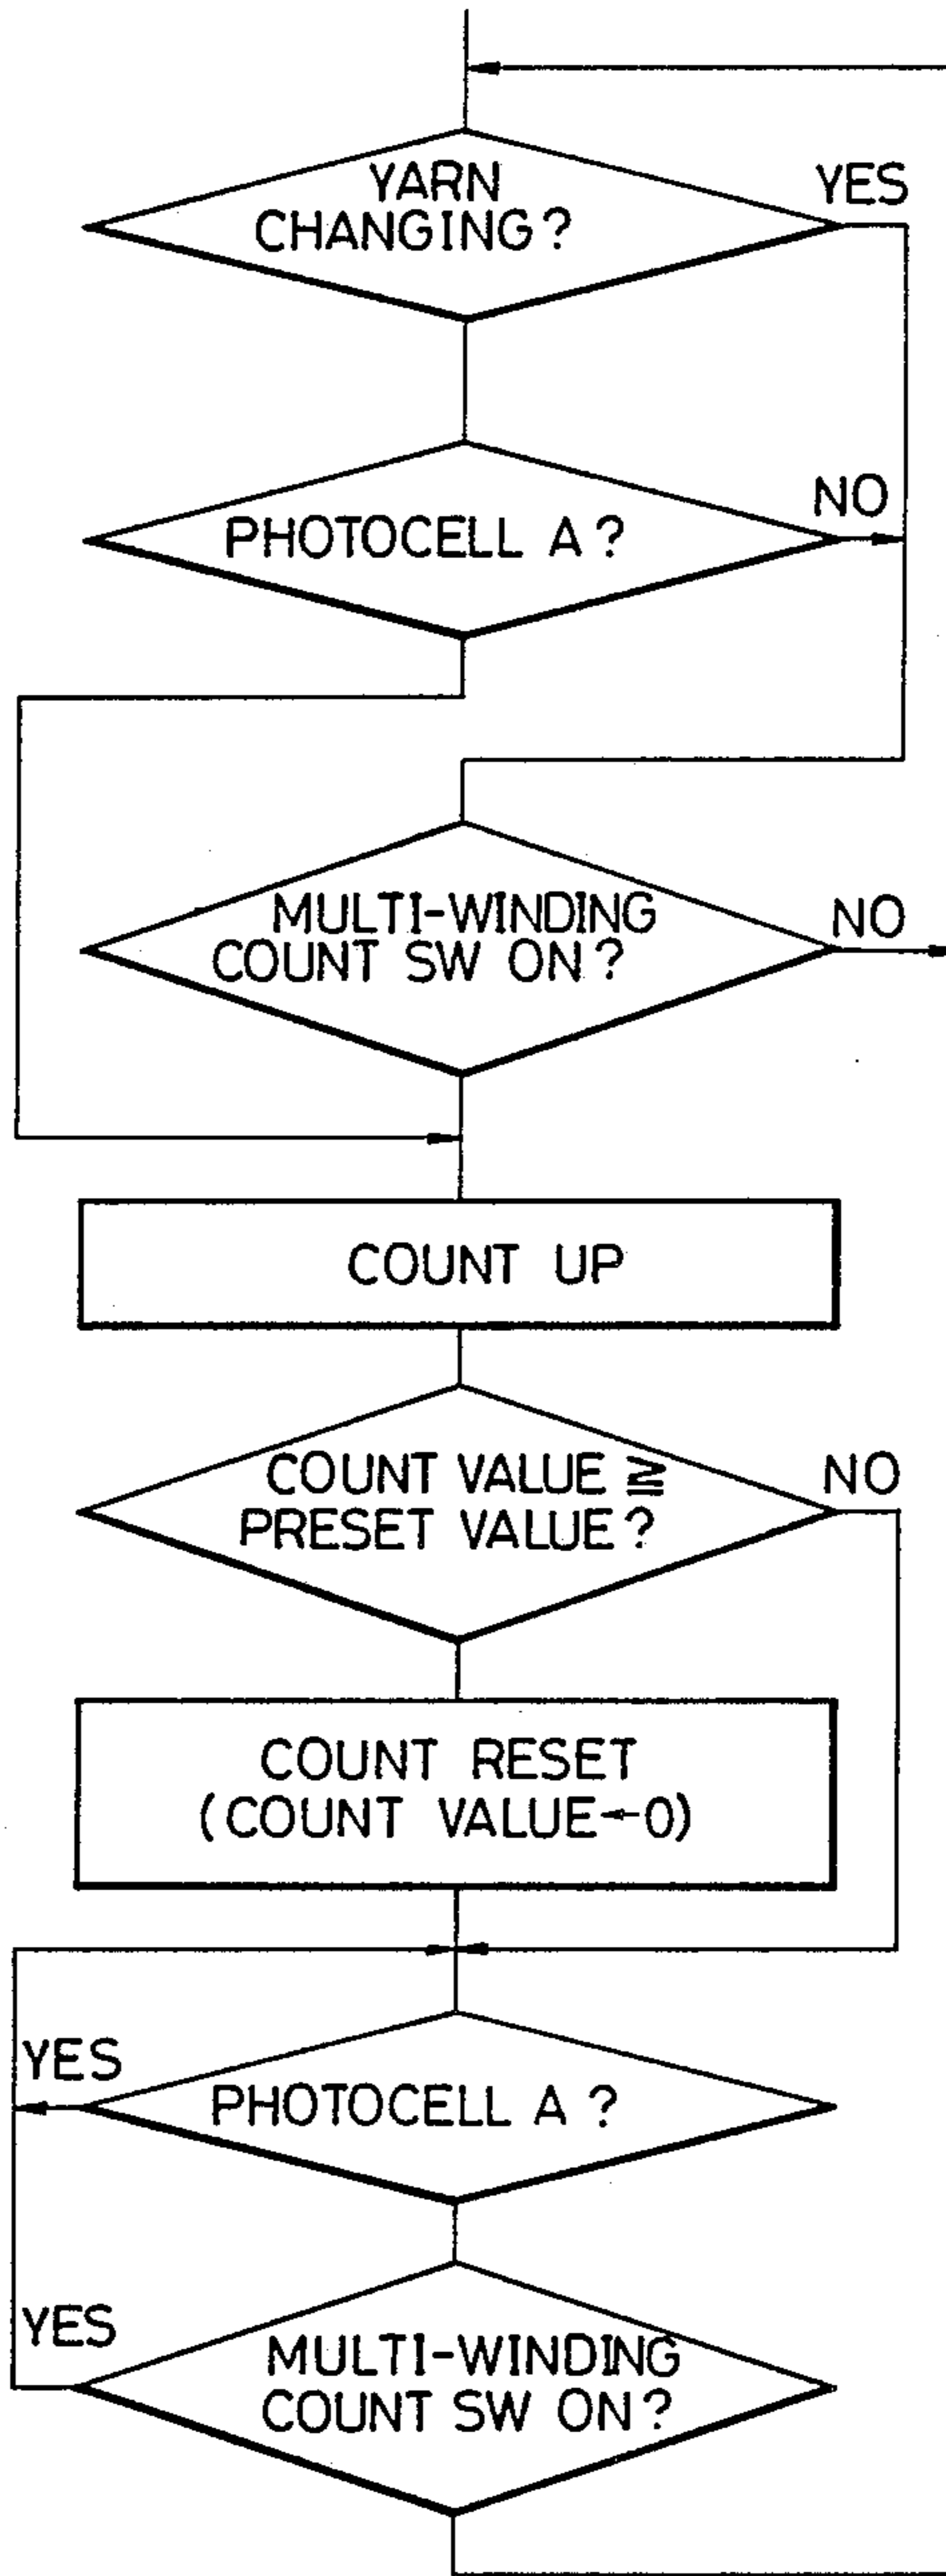 YARN
YES
CHANGING?
NO
PHOTOCELL A?
MULTI-WINDING
NO
COUNT SW ON?
COUNT UP
COUNT VALUE ≧
NO
PRESET VALUE?
COUNT RESET
(COUNT VALUE←0)
YES
PHOTOCELL A?
YES
MULTI-WINDING
COUNT SW ON?